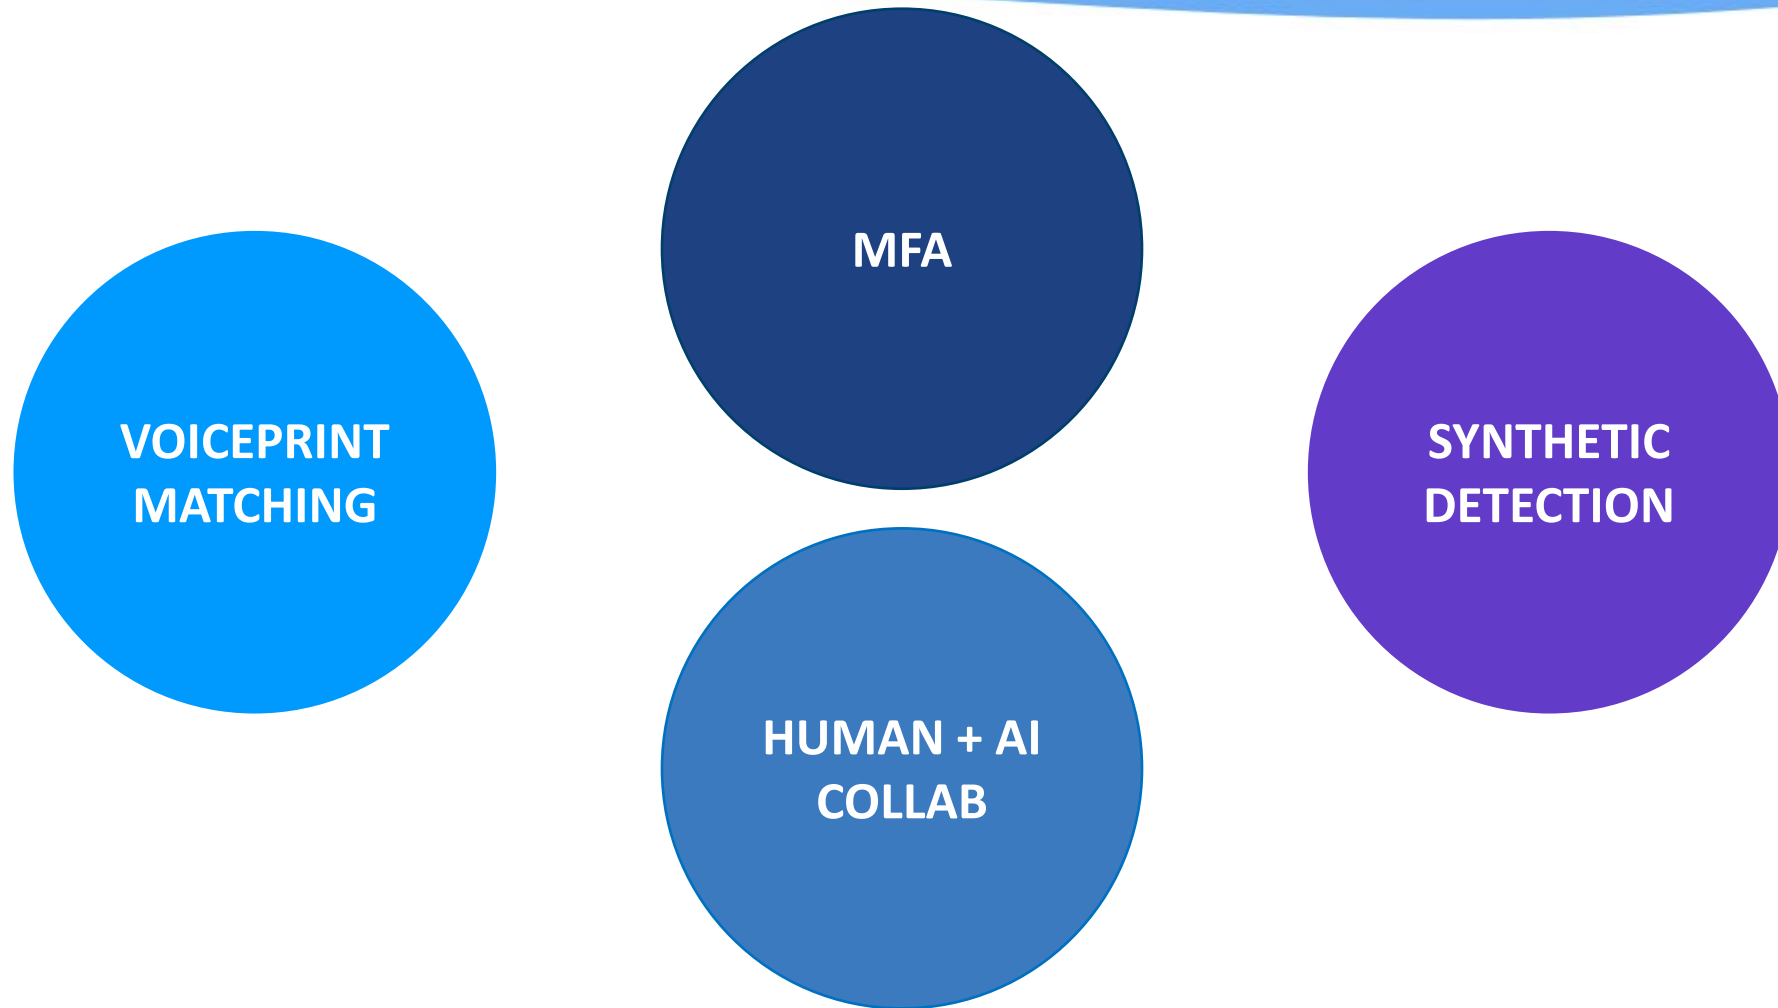 MFA
VOICEPRINT
MATCHING
SYNTHETIC
DETECTION
HUMAN + AI
COLLAB